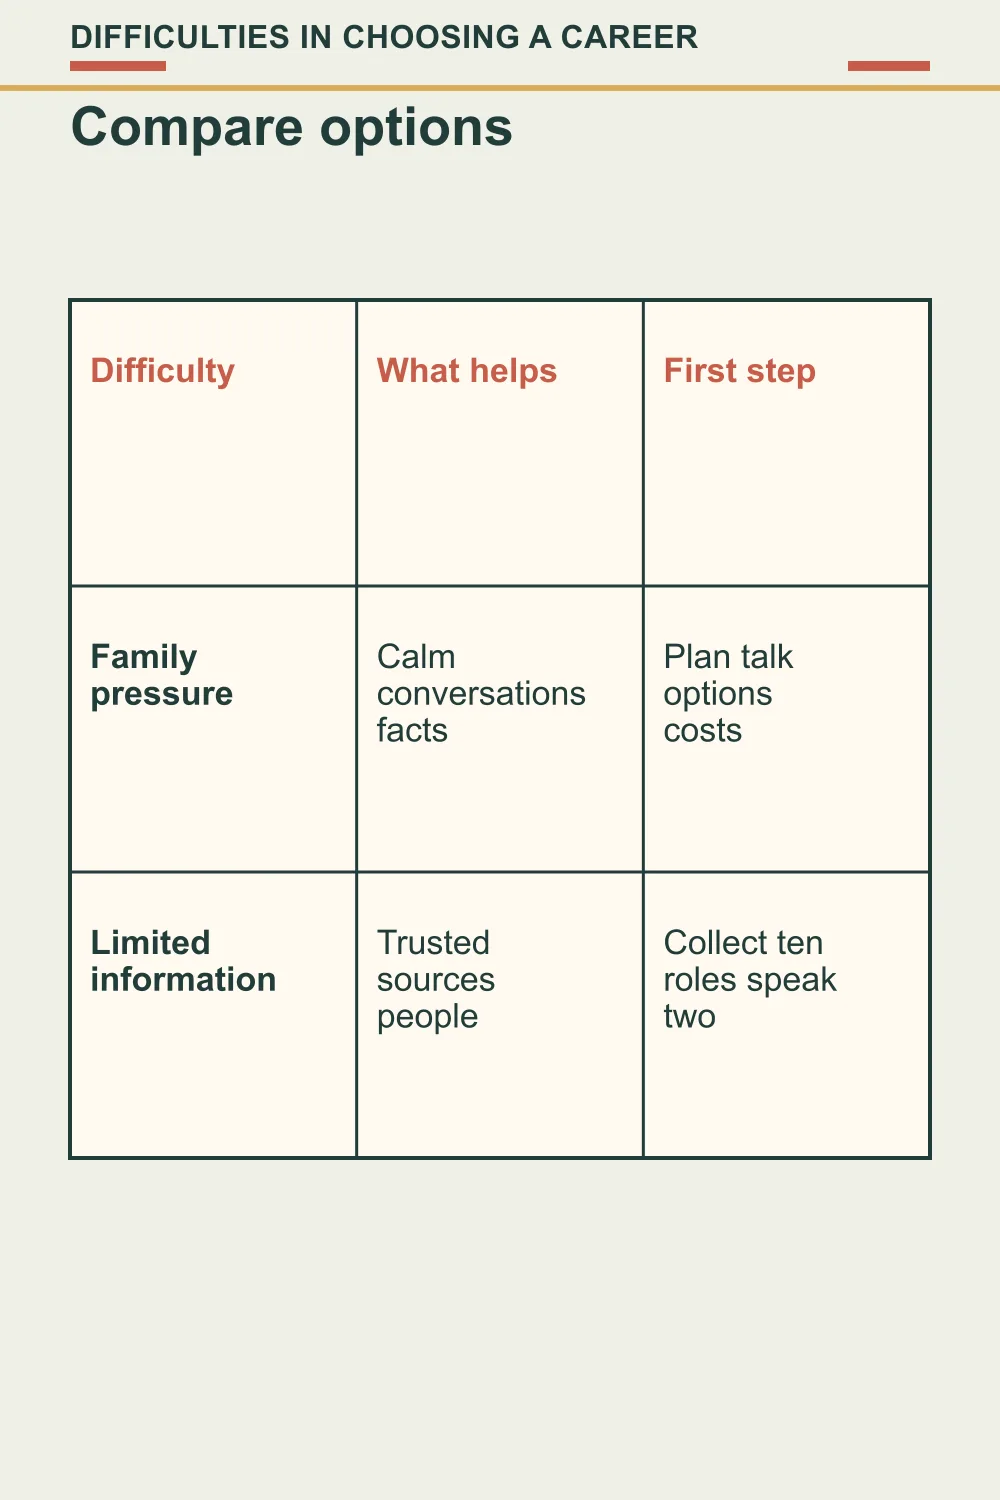 DIFFICULTIES IN CHOOSING A CAREER
Compare options
Difficulty
What helps
First step
Family
pressure
Calm
conversations
facts
Plan talk
options
costs
Limited
information
Trusted
sources
people
Collect ten
roles speak
two